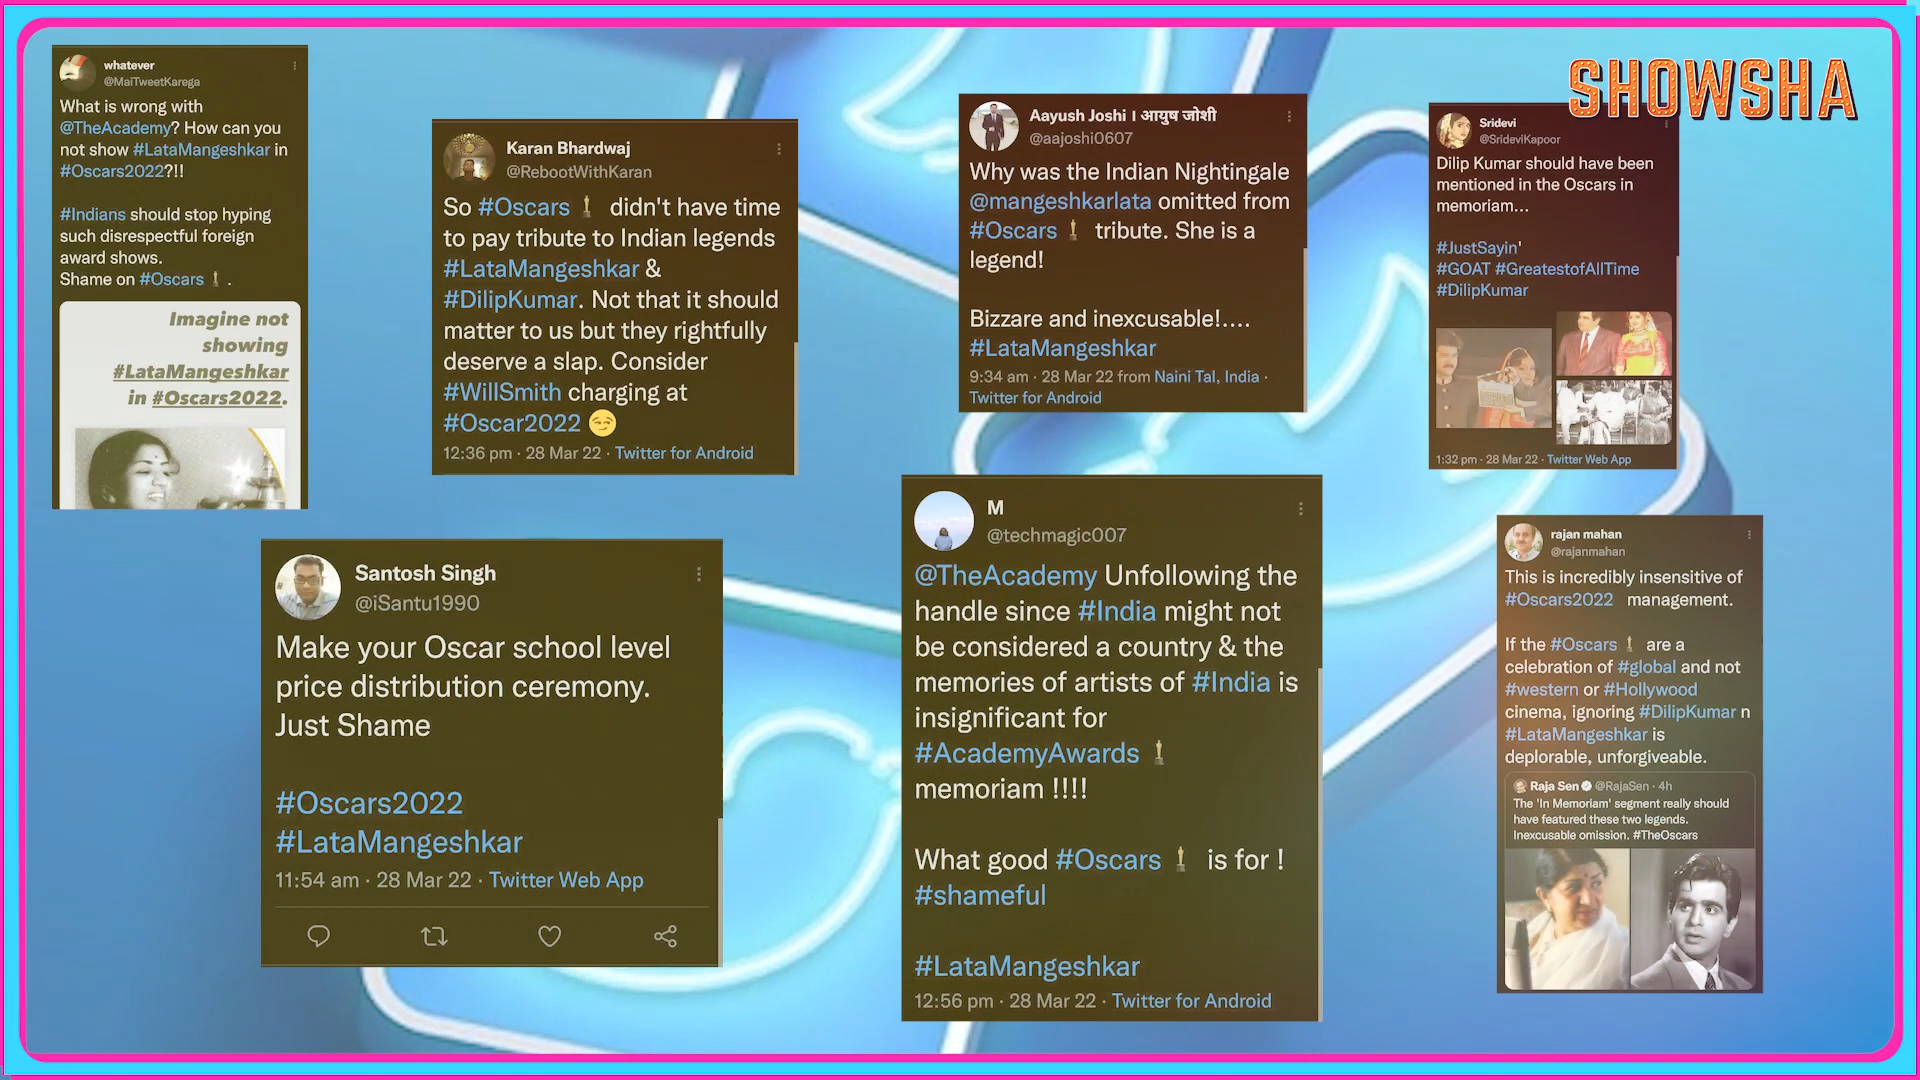 SHOWSHA
whatever
@MaiTweetKarega
What is wrong with
@TheAcademy? How can you
not show #LataMangeshkar in
#Oscars2022?!!
#Indians should stop hyping
such disrespectful foreign
award shows.
Shame on #Oscars .
Imagine not
showing
#LataMangeshkar
in #Oscars2022.
Karan Bhardwaj
@RebootWithKaran
So #Oscars didn't have time
to pay tribute to Indian legends
#LataMangeshkar &
#DilipKumar. Not that it should
matter to us but they rightfully
deserve a slap. Consider
#WillSmith charging at
#Oscar2022 😏
12:36 pm · 28 Mar 22 · Twitter for Android
Aayush Joshi । आयुष जोशी
@aajoshi0607
Why was the Indian Nightingale
@mangeshkarlata omitted from
#Oscars tribute. She is a
legend!
Bizzare and inexcusable!....
#LataMangeshkar
9:34 am · 28 Mar 22 from Naini Tal, India ·
Twitter for Android
Sridevi
@SrideviKapoor
Dilip Kumar should have been
mentioned in the Oscars in
memoriam...
#JustSayin'
#GOAT #GreatestofAllTime
#DilipKumar
1:32 pm · 28 Mar 22 · Twitter Web App
Santosh Singh
@iSantu1990
Make your Oscar school level
price distribution ceremony.
Just Shame
#Oscars2022
#LataMangeshkar
11:54 am · 28 Mar 22 · Twitter Web App
M
@techmagic007
@TheAcademy Unfollowing the
handle since #India might not
be considered a country & the
memories of artists of #India is
insignificant for
#AcademyAwards
memoriam !!!!
What good #Oscars is for !
#shameful
#LataMangeshkar
12:56 pm · 28 Mar 22 · Twitter for Android
rajan mahan
@rajanmahan
This is incredibly insensitive of
#Oscars2022 management.
If the #Oscars are a
celebration of #global and not
#western or #Hollywood
cinema, ignoring #DilipKumar n
#LataMangeshkar is
deplorable, unforgiveable.
Raja Sen @RajaSen · 4h
The 'In Memoriam' segment really should
have featured these two legends.
Inexcusable omission. #TheOscars